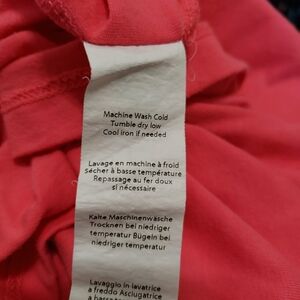 Machine Wash Cold
Tumble dry low
Cool iron if needed
Lavage en machine à froid
Sécher à basse température
Repassage au fer doux
si nécessaire
Kalte Maschinenwäsche
Trocknen bei niedriger
temperatur Bügeln bei
niedriger temperatur
Lavaggio in lavatrice
a freddo Asciugatrice
a bassa